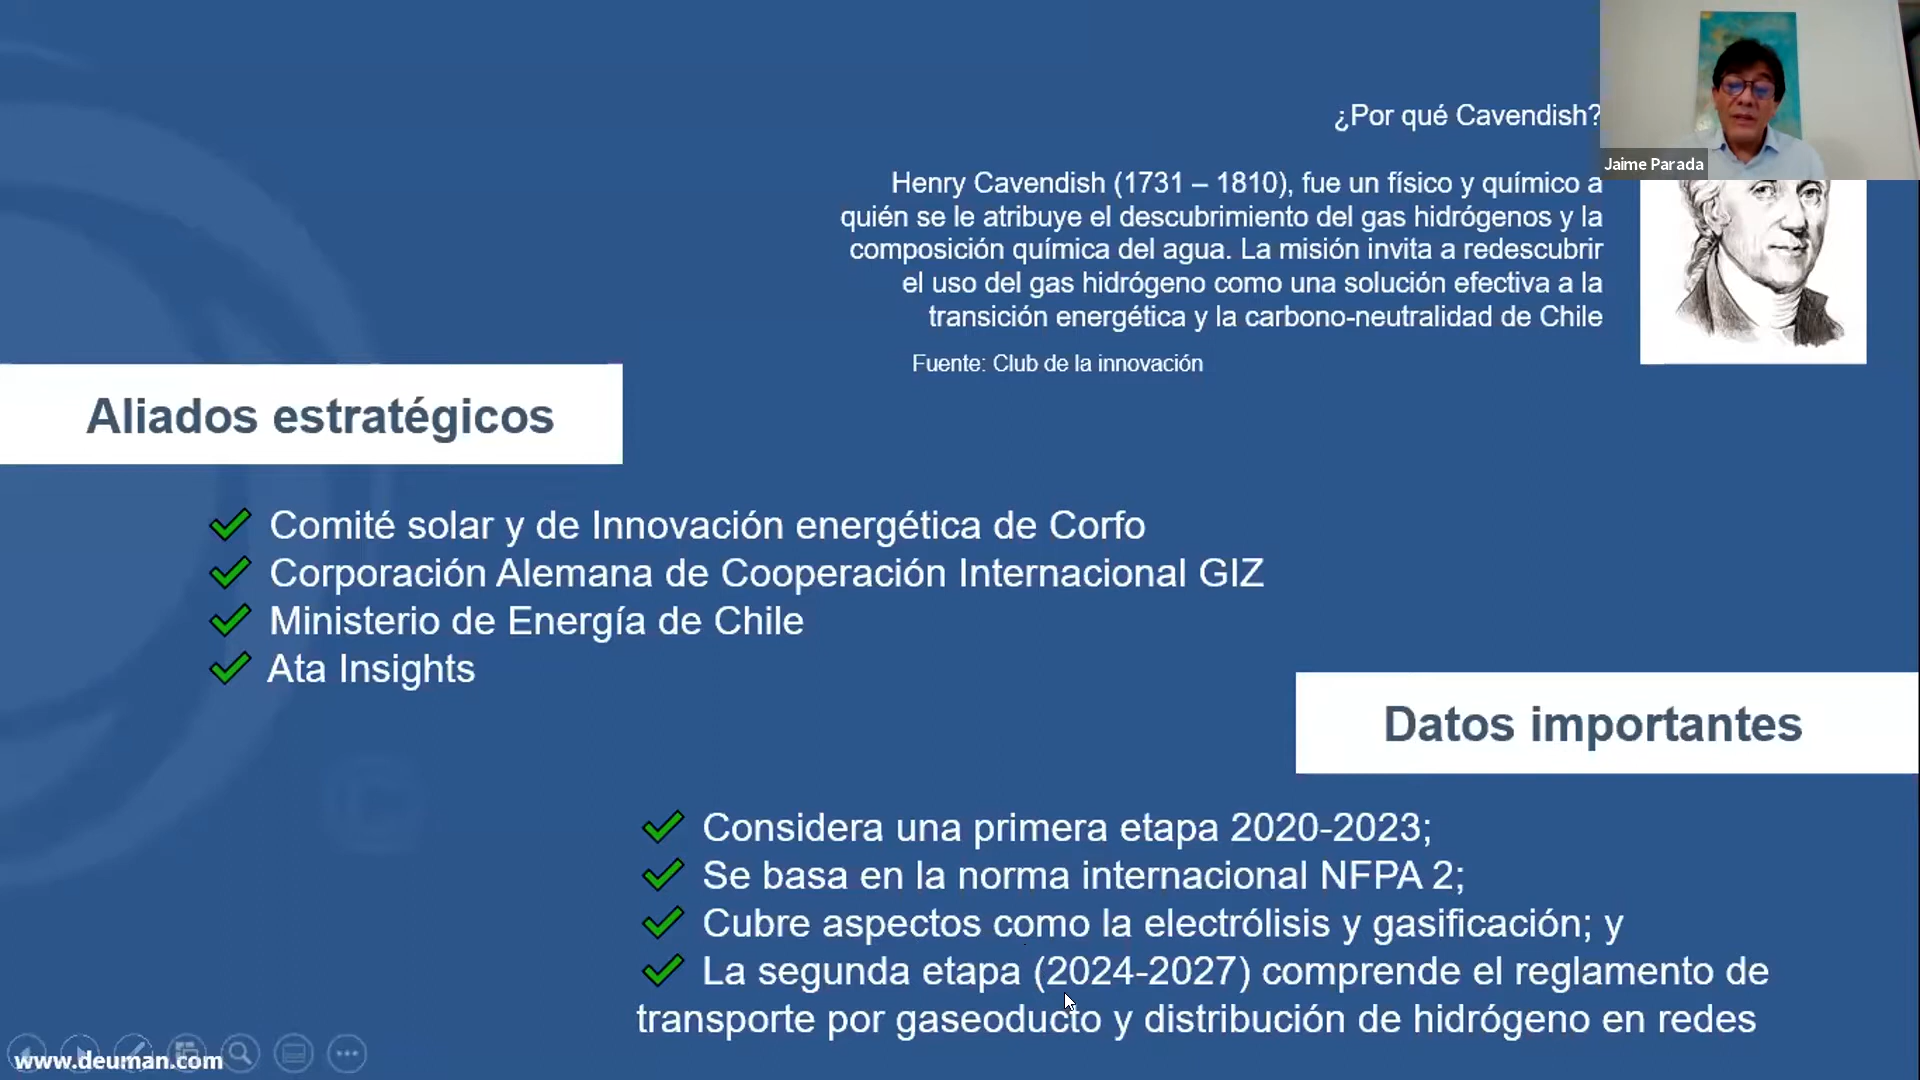 ¿Por qué Cavendish?
Jaime Parada
Henry Cavendish (1731 – 1810), fue un físico y químico a
quién se le atribuye el descubrimiento del gas hidrógenos y la
composición química del agua. La misión invita a redescubrir
el uso del gas hidrógeno como una solución efectiva a la
transición energética y la carbono-neutralidad de Chile
Fuente: Club de la innovación
Aliados estratégicos
Comité solar y de Innovación energética de Corfo
Corporación Alemana de Cooperación Internacional GIZ
Ministerio de Energía de Chile
Ata Insights
Datos importantes
Considera una primera etapa 2020-2023;
Se basa en la norma internacional NFPA 2;
Cubre aspectos como la electrólisis y gasificación; y
La segunda etapa (2024-2027) comprende el reglamento de
transporte por gaseoducto y distribución de hidrógeno en redes
www.deuman.com